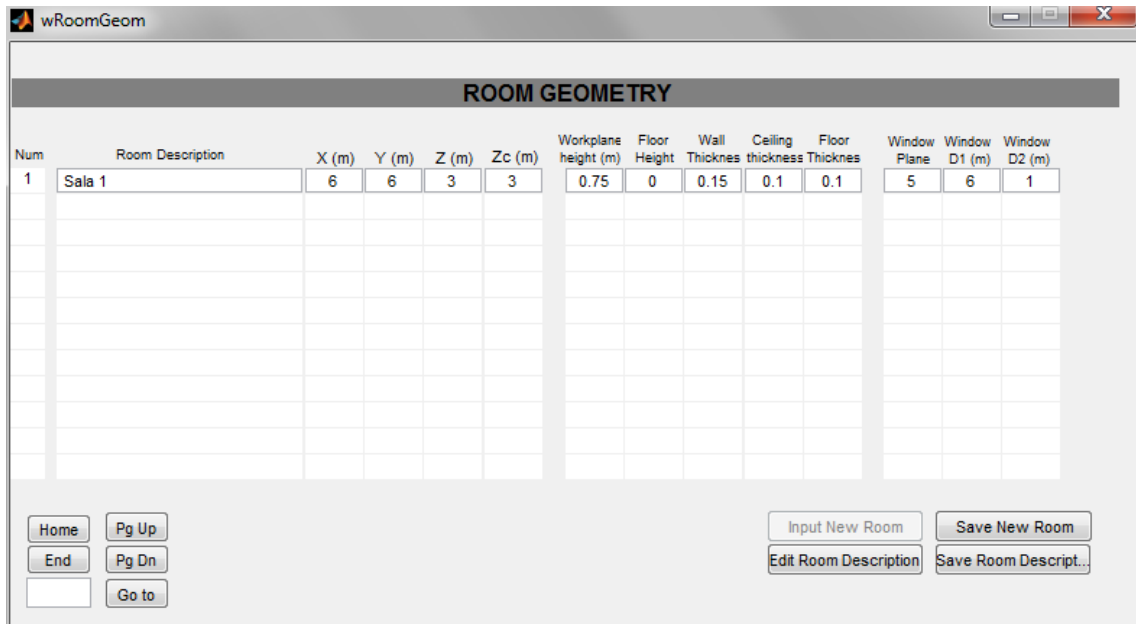 wRoomGeom
ROOM GEOMETRY
Num Room Description X (m) Y (m) Z (m) Zc (m) Workplane height (m) Floor Height Wall Thicknes Ceiling thickness Floor Thicknes Window Plane Window D1 (m) Window D2 (m)
1 Sala 1 6 6 3 3 0.75 0 0.15 0.1 0.1 5 6 1
Home Pg Up Input New Room Save New Room
End Pg Dn Edit Room Description Save Room Descript...
Go to